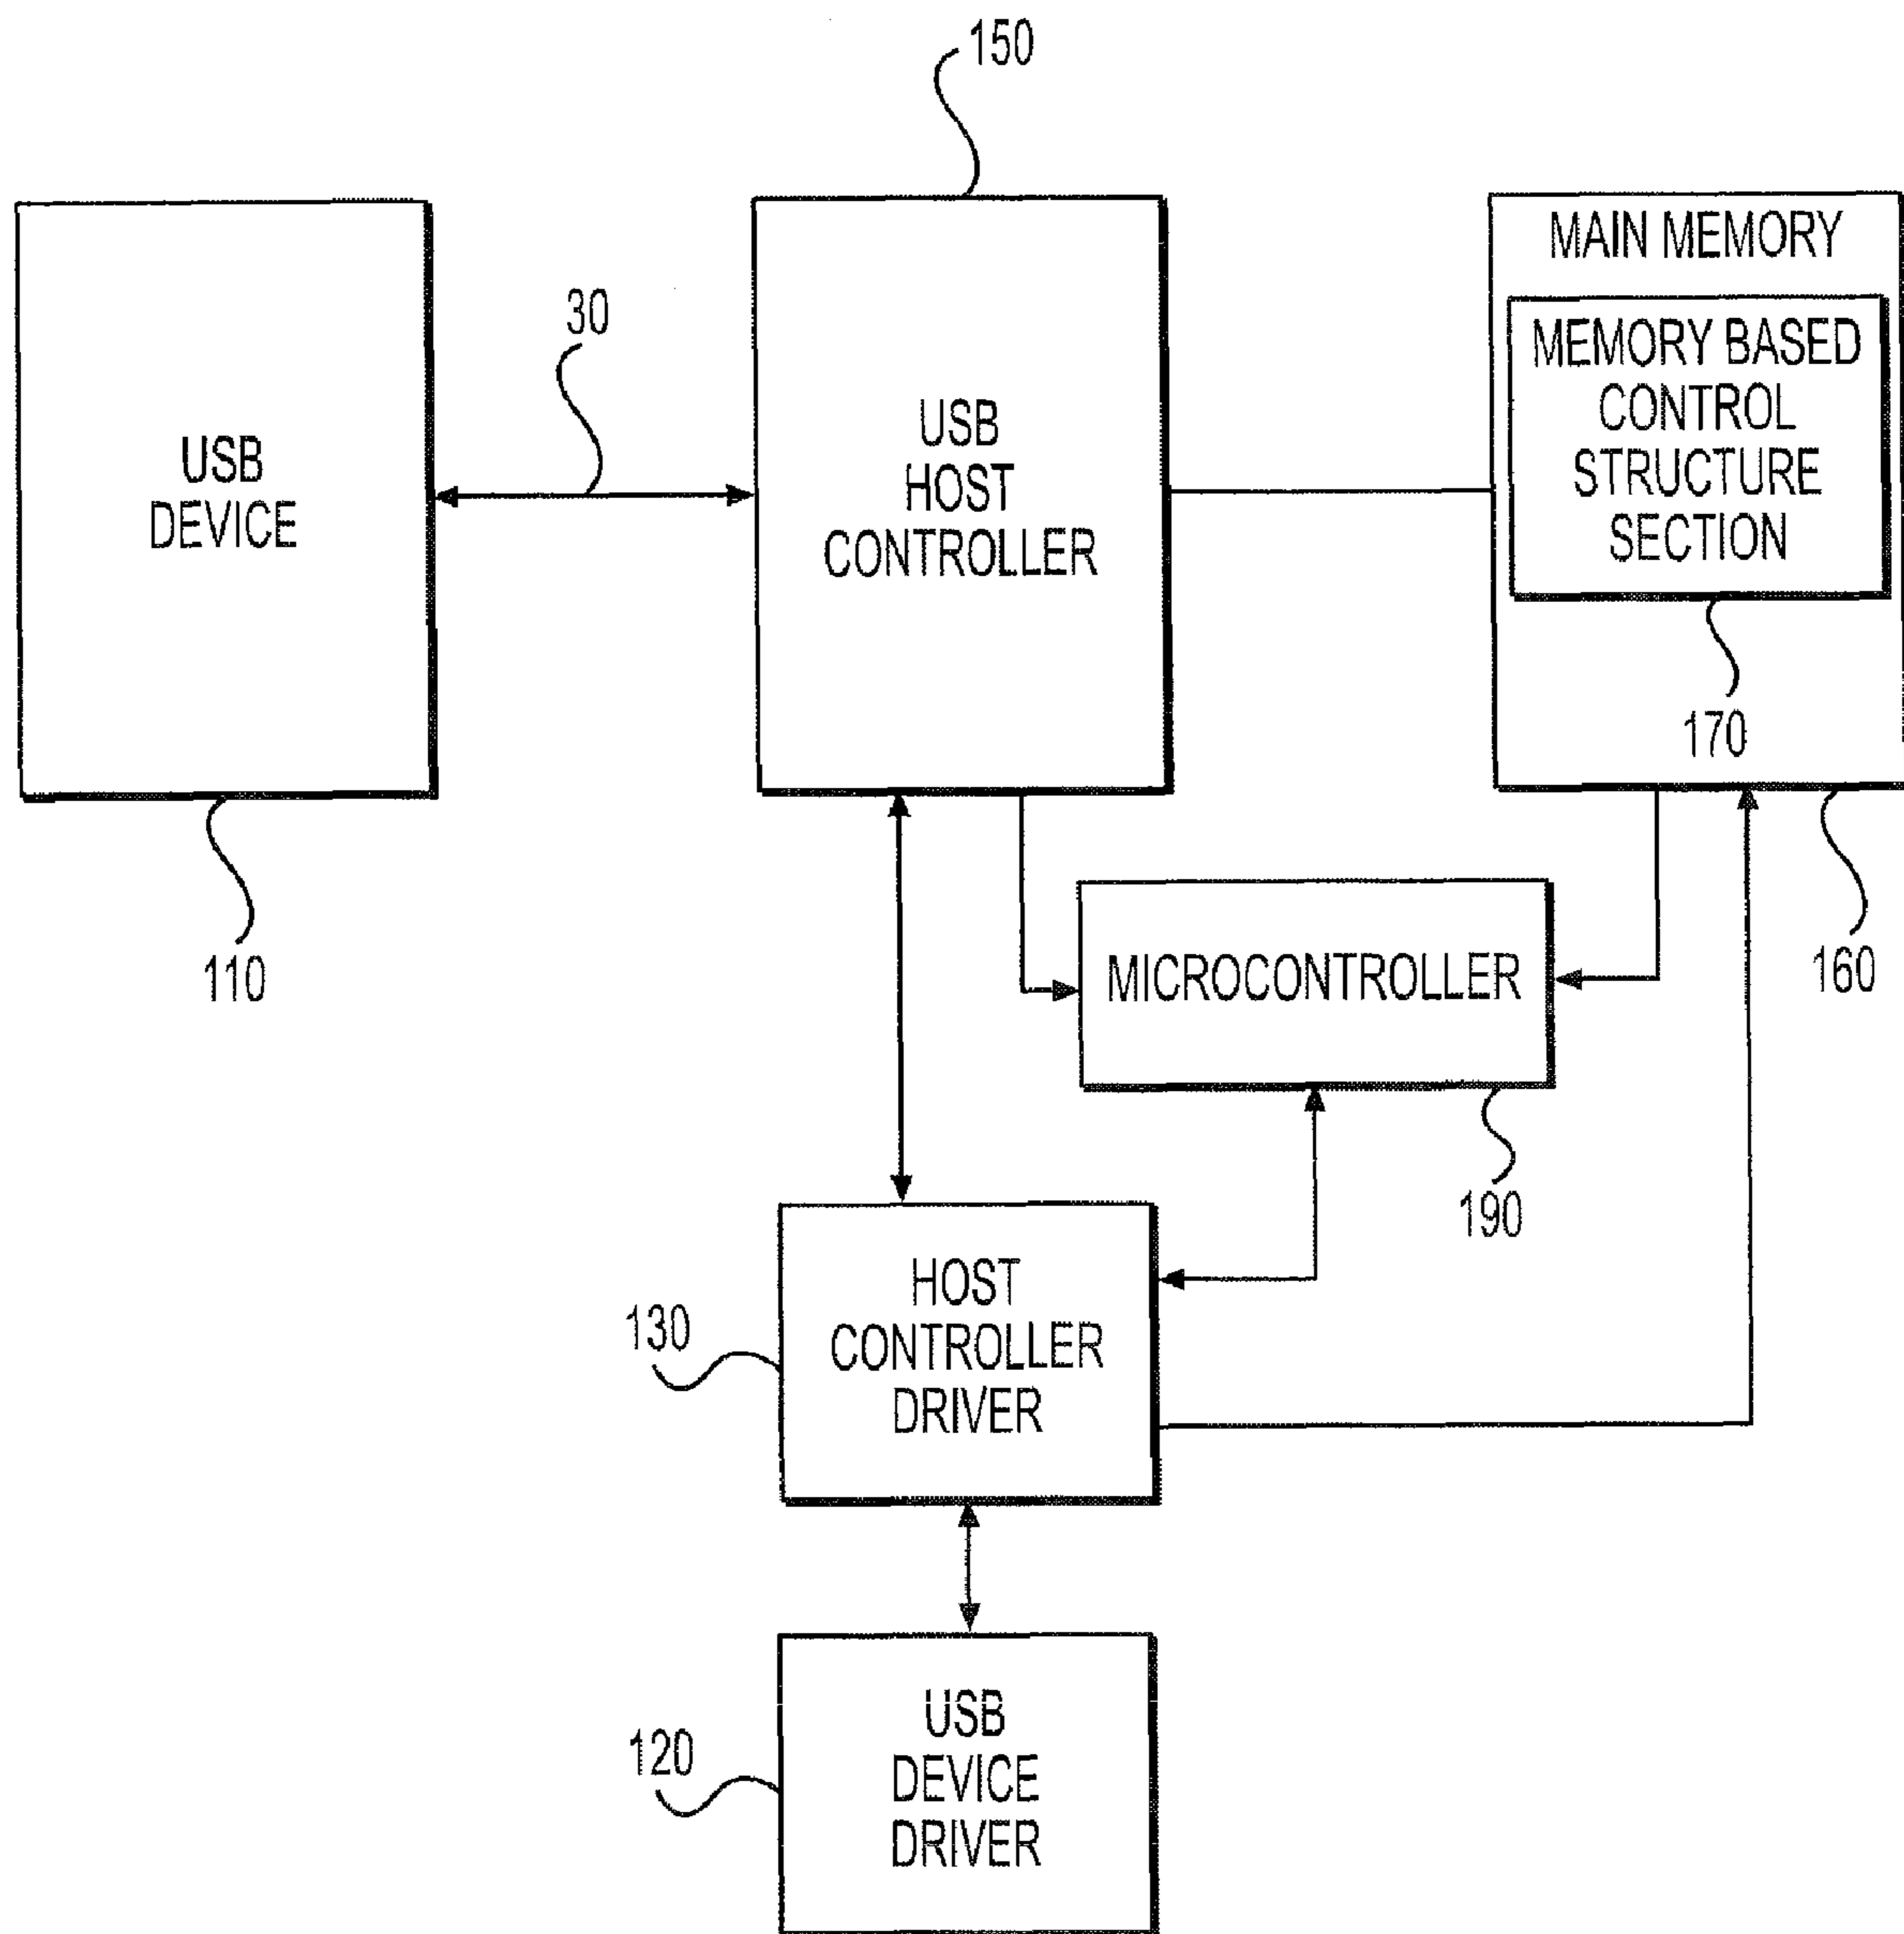 150
30
USB
DEVICE
USB
HOST
CONTROLLER
MAIN MEMORY
MEMORY BASED
CONTROL
STRUCTURE
SECTION
170
110
160
MICROCONTROLLER
190
130
HOST
CONTROLLER
DRIVER
120
USB
DEVICE
DRIVER